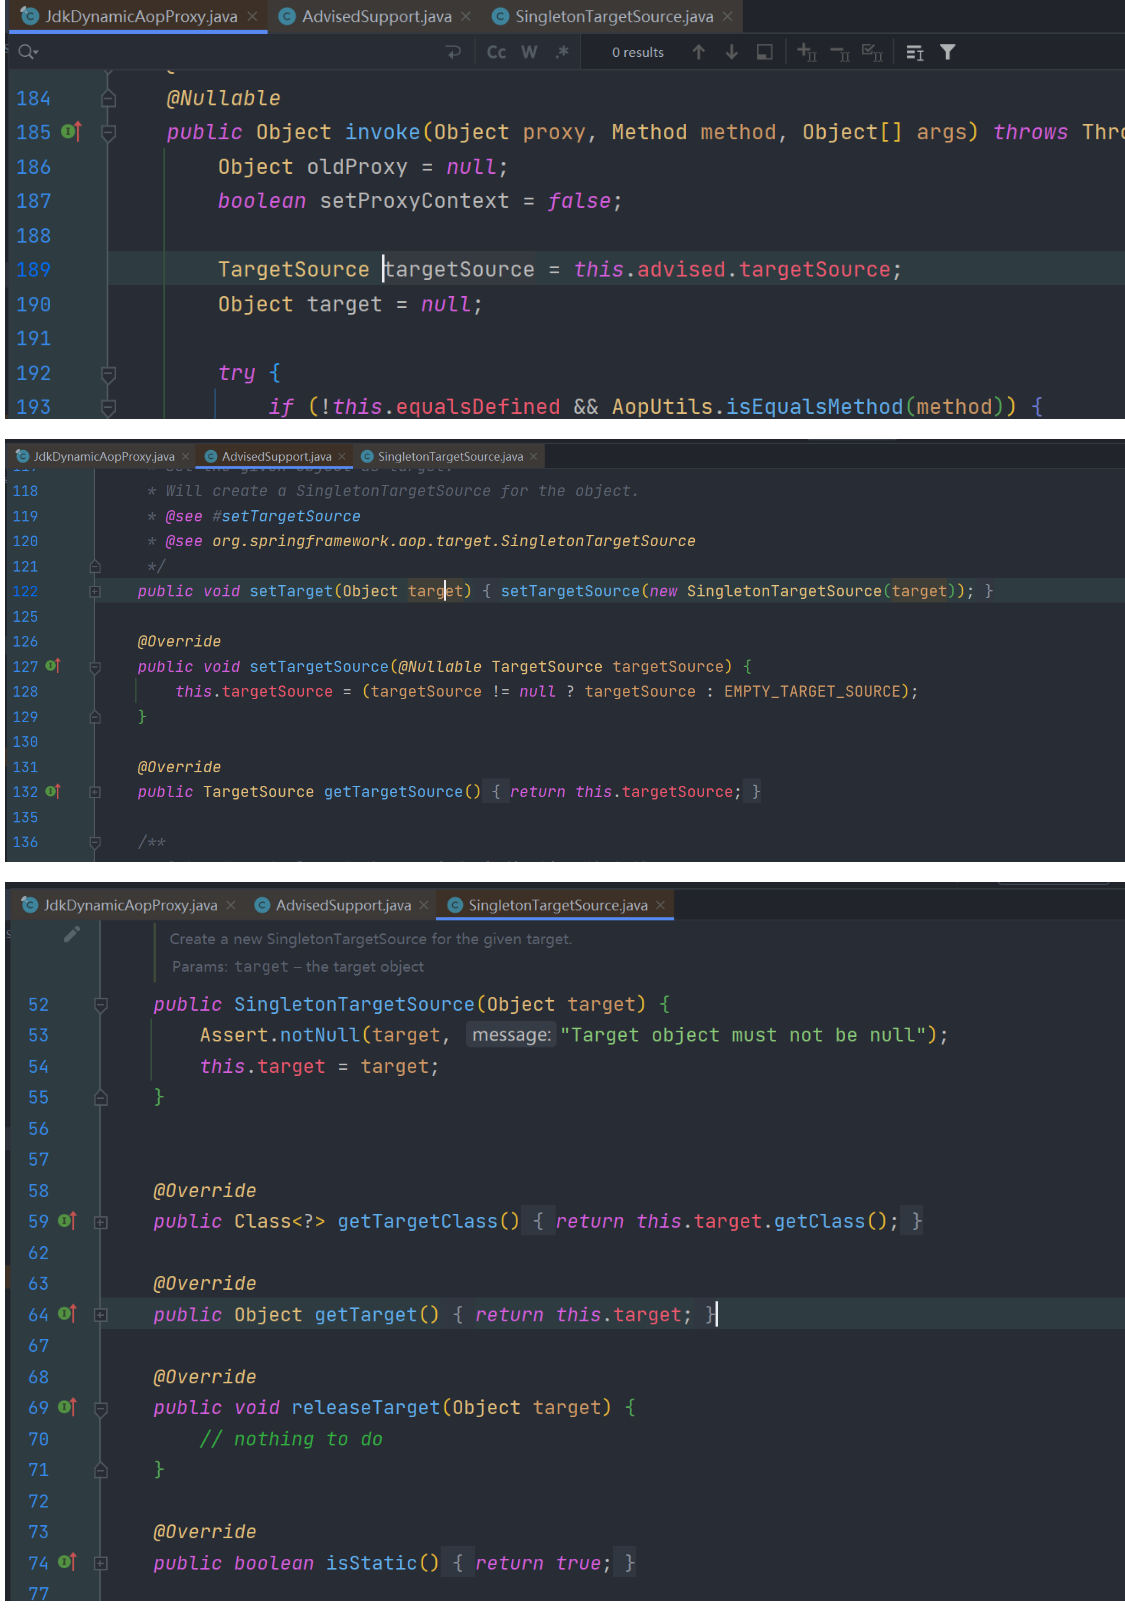 JdkDynamicAopProxy.java × AdvisedSupport.java × SingletonTargetSource.java ×
Cc W .* 0 results
184 @Nullable
185 public Object invoke(Object proxy, Method method, Object[] args) throws Thr
186 Object oldProxy = null;
187 boolean setProxyContext = false;
188
189 TargetSource targetSource = this.advised.targetSource;
190 Object target = null;
191
192 try {
193 if (!this.equalsDefined && AopUtils.isEqualsMethod(method)) {
JdkDynamicAopProxy.java × AdvisedSupport.java × SingletonTargetSource.java ×
118 * Will create a SingletonTargetSource for the object.
119 * @see #setTargetSource
120 * @see org.springframework.aop.target.SingletonTargetSource
121 */
122 public void setTarget(Object target) { setTargetSource(new SingletonTargetSource(target)); }
125
126 @Override
127 public void setTargetSource(@Nullable TargetSource targetSource) {
128 this.targetSource = (targetSource != null ? targetSource : EMPTY_TARGET_SOURCE);
129 }
130
131 @Override
132 public TargetSource getTargetSource() { return this.targetSource; }
135
136 /**
JdkDynamicAopProxy.java × AdvisedSupport.java × SingletonTargetSource.java ×
Create a new SingletonTargetSource for the given target.
Params: target – the target object
52 public SingletonTargetSource(Object target) {
53 Assert.notNull(target, message: "Target object must not be null");
54 this.target = target;
55 }
56
57
58 @Override
59 public Class<?> getTargetClass() { return this.target.getClass(); }
62
63 @Override
64 public Object getTarget() { return this.target; }
67
68 @Override
69 public void releaseTarget(Object target) {
70 // nothing to do
71 }
72
73 @Override
74 public boolean isStatic() { return true; }
77